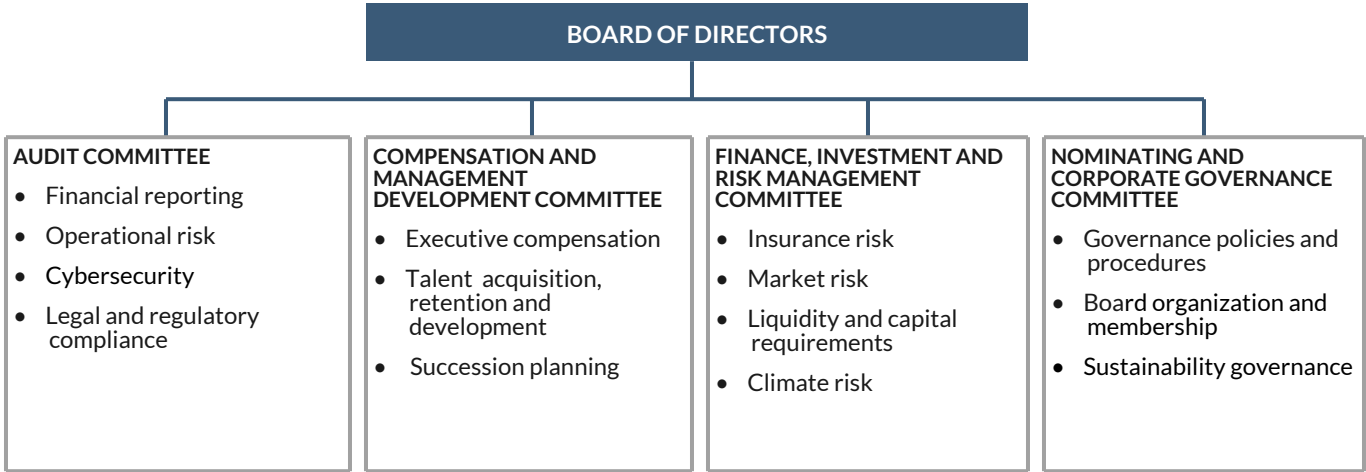 BOARD OF DIRECTORS
AUDIT COMMITTEE
• Financial reporting
• Operational risk
• Cybersecurity
• Legal and regulatory
compliance
COMPENSATION AND
MANAGEMENT
DEVELOPMENT COMMITTEE
• Executive compensation
• Talent acquisition,
retention and
development
• Succession planning
FINANCE, INVESTMENT AND
RISK MANAGEMENT
COMMITTEE
• Insurance risk
• Market risk
• Liquidity and capital
requirements
• Climate risk
NOMINATING AND
CORPORATE GOVERNANCE
COMMITTEE
• Governance policies and
procedures
• Board organization and
membership
• Sustainability governance